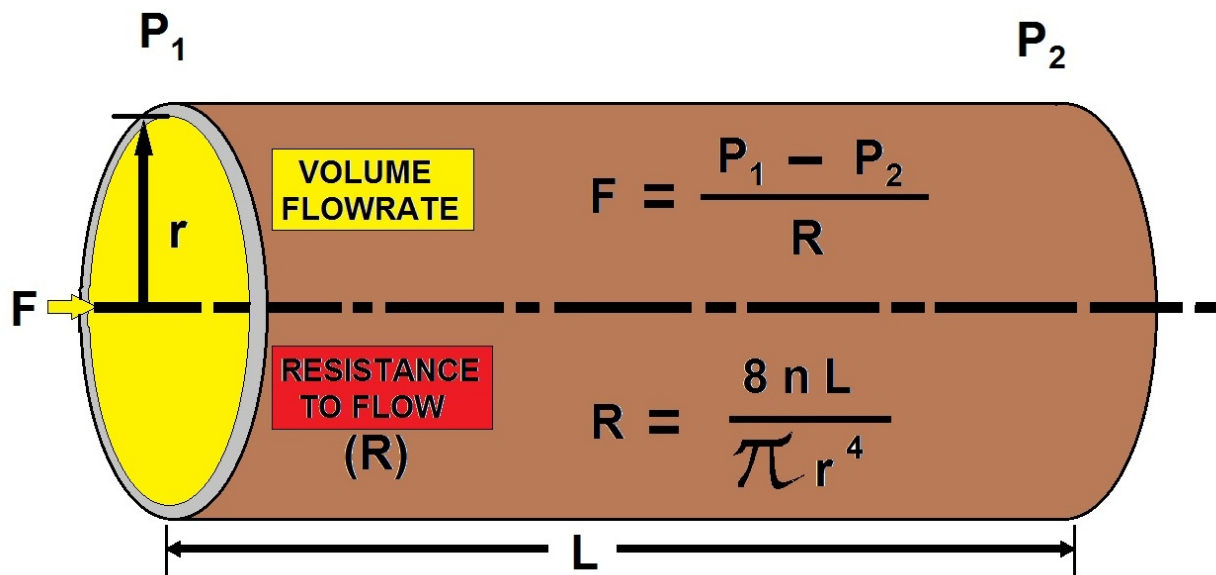 P₁
P₂
VOLUME
FLOWRATE
F = P₁ – P₂
R
r
F
RESISTANCE
TO FLOW
(R)
R = 8 n L
π r⁴
L